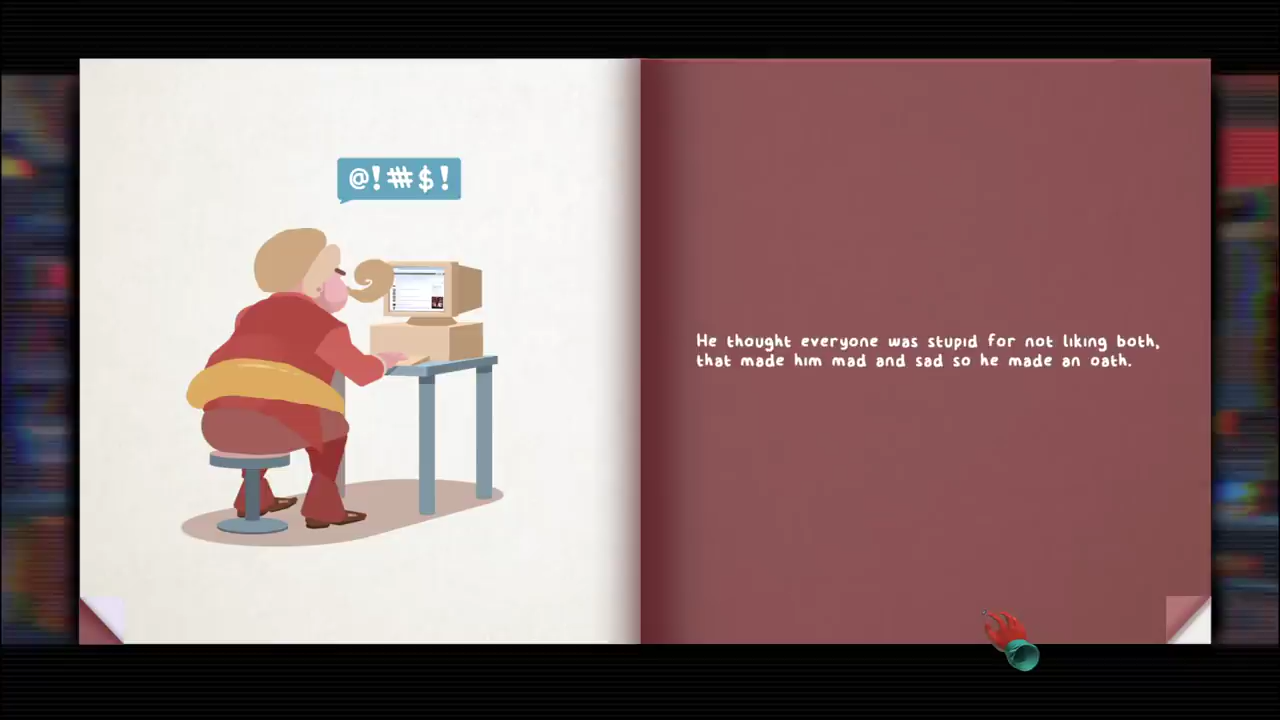 @!#$!
He thought everyone was stupid for not liking both,
that made him mad and sad so he made an oath.